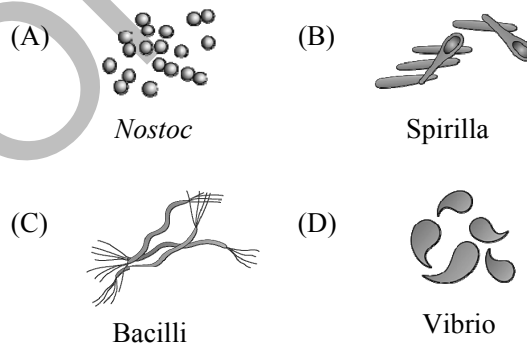 (A)
Nostoc
(B)
Spirilla
(C)
Bacilli
(D)
Vibrio